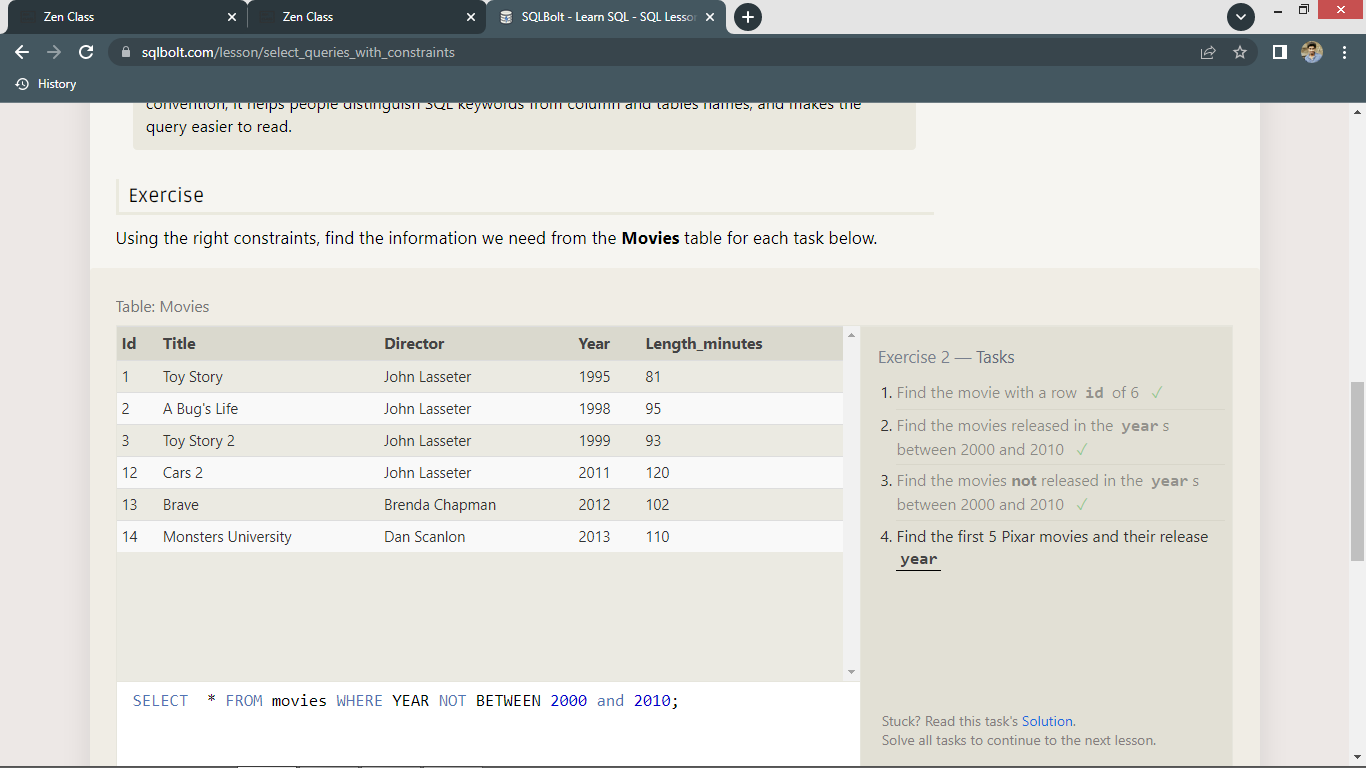 Zen Class
Zen Class
SQLBolt - Learn SQL - SQL Lesson
sqlbolt.com/lesson/select_queries_with_constraints
History
convention, it helps people distinguish SQL keywords from column and tables names, and makes the
query easier to read.
Exercise
Using the right constraints, find the information we need from the Movies table for each task below.
Table: Movies
Id Title Director Year Length_minutes
1 Toy Story John Lasseter 1995 81
2 A Bug's Life John Lasseter 1998 95
3 Toy Story 2 John Lasseter 1999 93
12 Cars 2 John Lasseter 2011 120
13 Brave Brenda Chapman 2012 102
14 Monsters University Dan Scanlon 2013 110
SELECT * FROM movies WHERE YEAR NOT BETWEEN 2000 and 2010;
Exercise 2 — Tasks
1. Find the movie with a row id of 6 ✓
2. Find the movies released in the year s
between 2000 and 2010 ✓
3. Find the movies not released in the year s
between 2000 and 2010 ✓
4. Find the first 5 Pixar movies and their release
year
Stuck? Read this task's Solution.
Solve all tasks to continue to the next lesson.